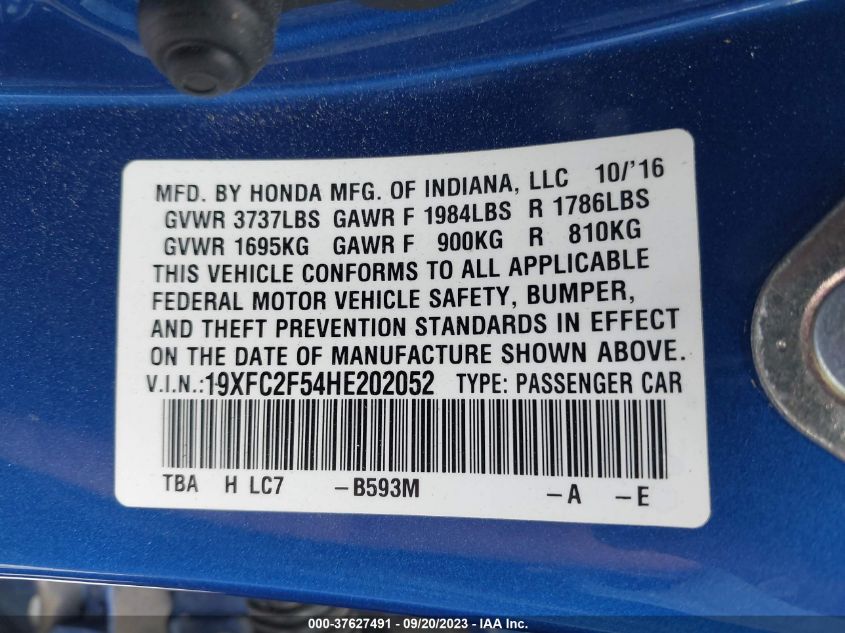 MFD. BY HONDA MFG. OF INDIANA, LLC 10/'16
GVWR 3737LBS GAWR F 1984LBS R 1786LBS
GVWR 1695KG GAWR F 900KG R 810KG
THIS VEHICLE CONFORMS TO ALL APPLICABLE
FEDERAL MOTOR VEHICLE SAFETY, BUMPER,
AND THEFT PREVENTION STANDARDS IN EFFECT
ON THE DATE OF MANUFACTURE SHOWN ABOVE.
V.I.N.:19XFC2F54HE202052 TYPE: PASSENGER CAR
TBA H LC7 -B593M -A -E
000-37627491 - 09/20/2023 - IAA Inc.